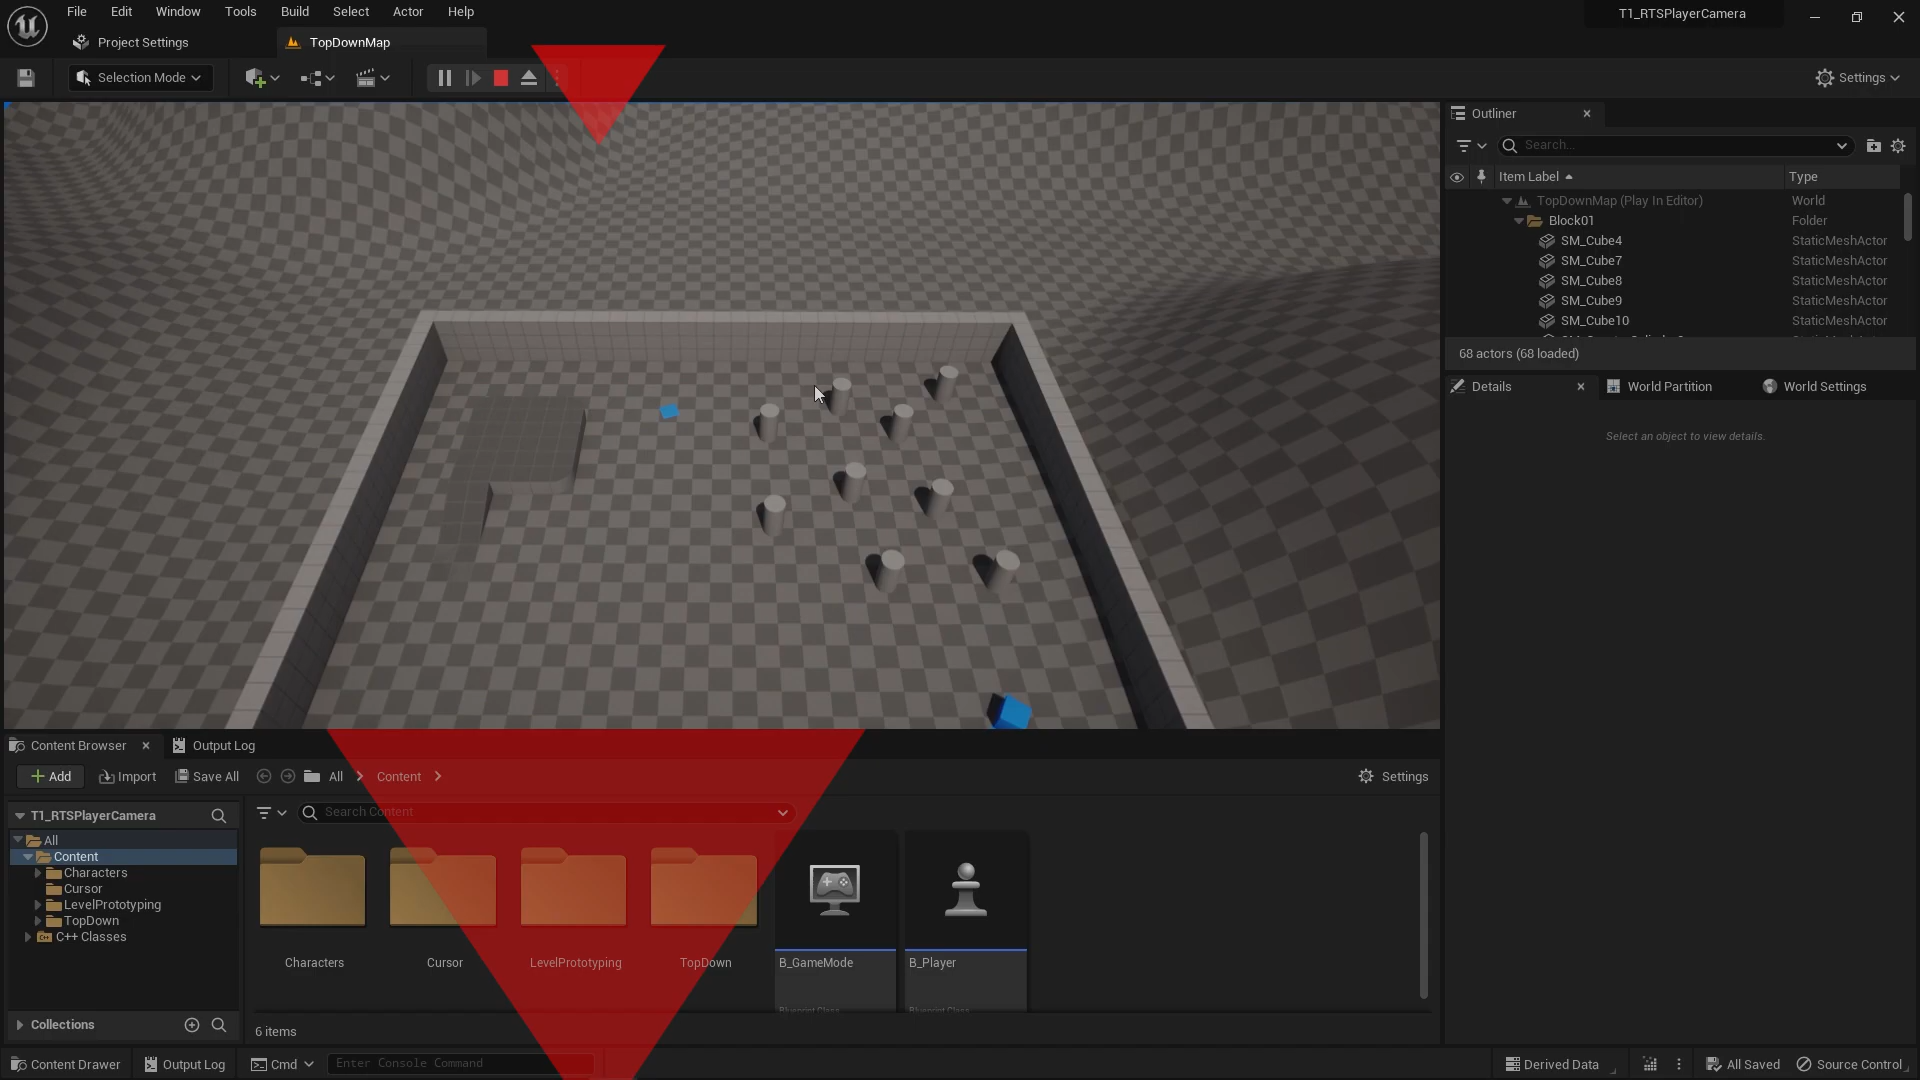 File Edit Window Tools Build Select Actor Help
T1_RTSPlayerCamera
Project Settings
TopDownMap
Selection Mode
Settings
Outliner
Search...
Item Label
Type
TopDownMap (Play In Editor) World
Block01 Folder
SM_Cube4 StaticMeshActor
SM_Cube7 StaticMeshActor
SM_Cube8 StaticMeshActor
SM_Cube9 StaticMeshActor
SM_Cube10 StaticMeshActor
68 actors (68 loaded)
Details
World Partition
World Settings
Select an object to view details.
Content Browser
Output Log
Add
Import
Save All
All
Content
Settings
T1_RTSPlayerCamera
Search Content
All
Content
Characters
Cursor
LevelPrototyping
TopDown
C++ Classes
Characters
Cursor
LevelPrototyping
TopDown
B_GameMode
B_Player
Blueprint Class
Blueprint Class
Collections
6 items
Content Drawer
Output Log
Cmd
Enter Console Command
Derived Data
All Saved
Source Control